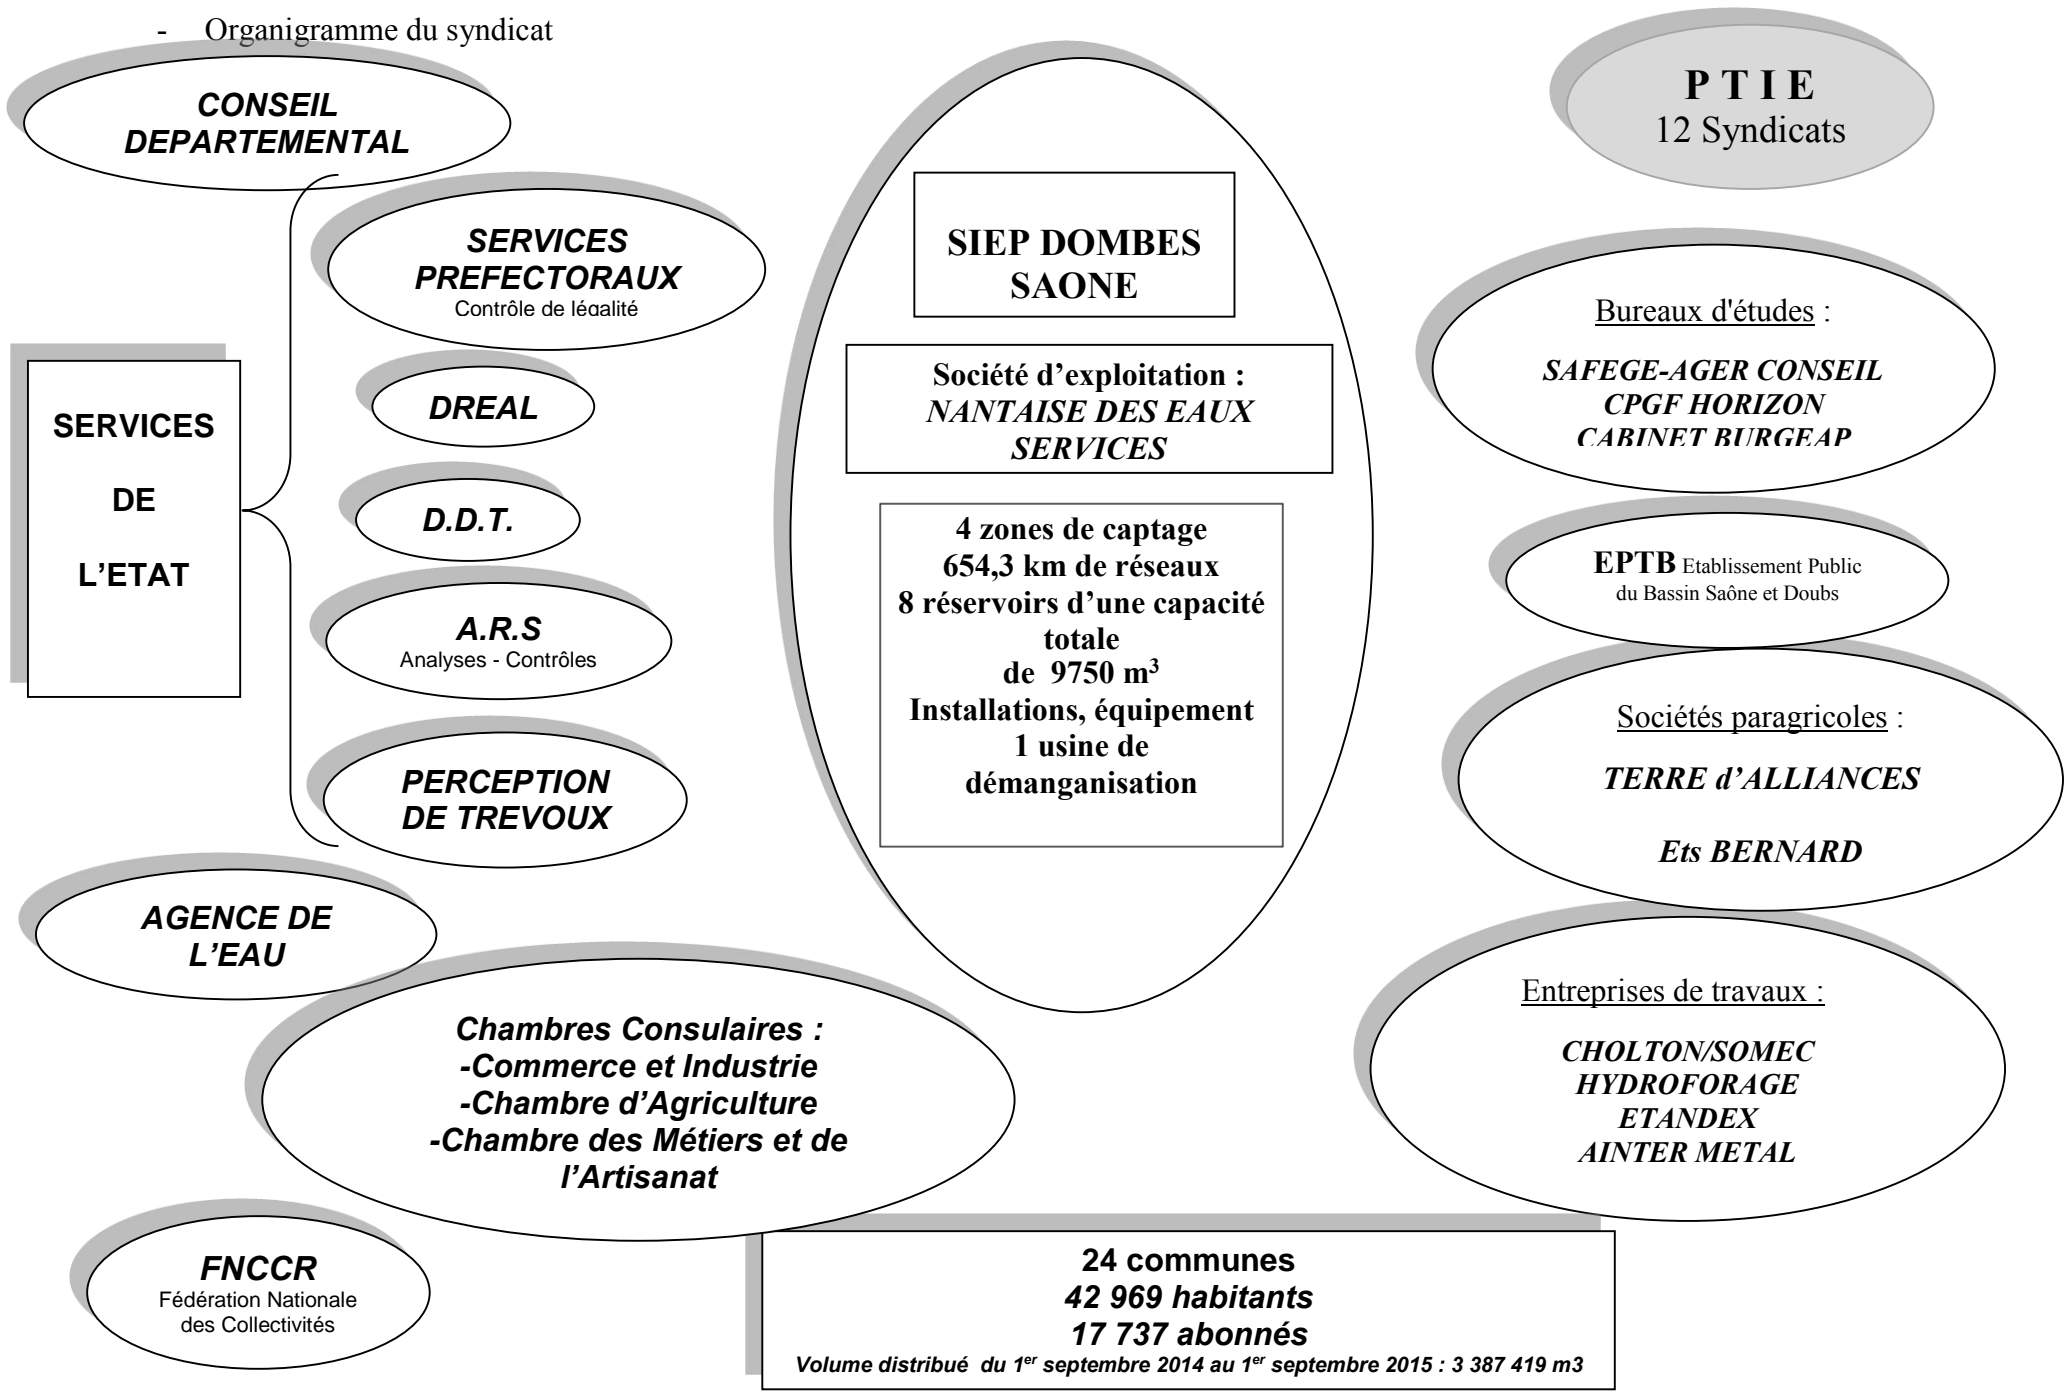 - Organigramme du syndicat
CONSEIL
DEPARTEMENTAL
SERVICES
PREFECTORAUX
Contrôle de légalité
DREAL
SERVICES
DE
L’ETAT
D.D.T.
A.R.S
Analyses - Contrôles
PERCEPTION
DE TREVOUX
AGENCE DE
L’EAU
Chambres Consulaires :
-Commerce et Industrie
-Chambre d’Agriculture
-Chambre des Métiers et de
l’Artisanat
FNCCR
Fédération Nationale
des Collectivités
SIEP DOMBES
SAONE
Société d’exploitation :
NANTAISE DES EAUX
SERVICES
4 zones de captage
654,3 km de réseaux
8 réservoirs d’une capacité
totale
de 9750 m³
Installations, équipement
1 usine de
démanganisation
P T I E
12 Syndicats
Bureaux d'études :
SAFEGE-AGER CONSEIL
CPGF HORIZON
CABINET BURGEAP
EPTB Etablissement Public
du Bassin Saône et Doubs
Sociétés paragricoles :
TERRE d’ALLIANCES
Ets BERNARD
Entreprises de travaux :
CHOLTON/SOMEC
HYDROFORAGE
ETANDEX
AINTER METAL
24 communes
42 969 habitants
17 737 abonnés
Volume distribué du 1er septembre 2014 au 1er septembre 2015 : 3 387 419 m3